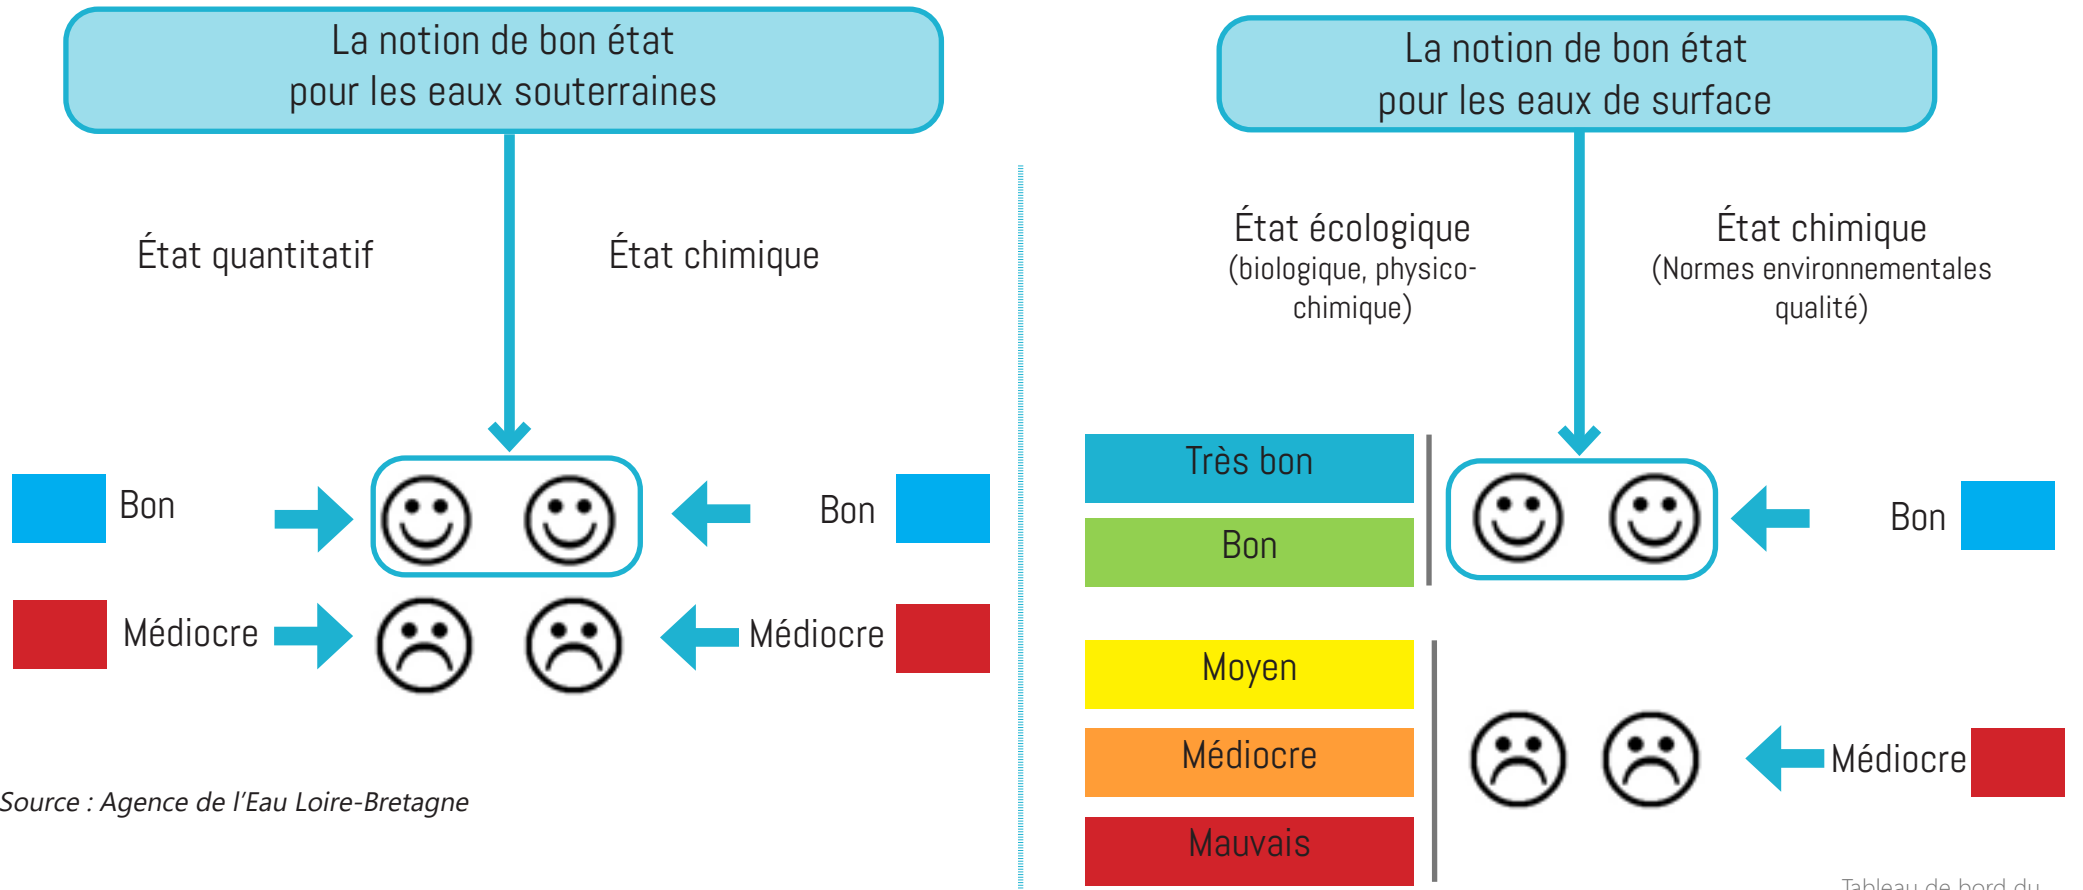 La notion de bon état
pour les eaux souterraines
État quantitatif
État chimique
Bon
Bon
Médiocre
Médiocre
Source : Agence de l'Eau Loire-Bretagne
La notion de bon état
pour les eaux de surface
État écologique
(biologique, physico-
chimique)
État chimique
(Normes environnementales
qualité)
Très bon
Bon
Bon
Moyen
Médiocre
Mauvais
Médiocre
Tableau de bord du